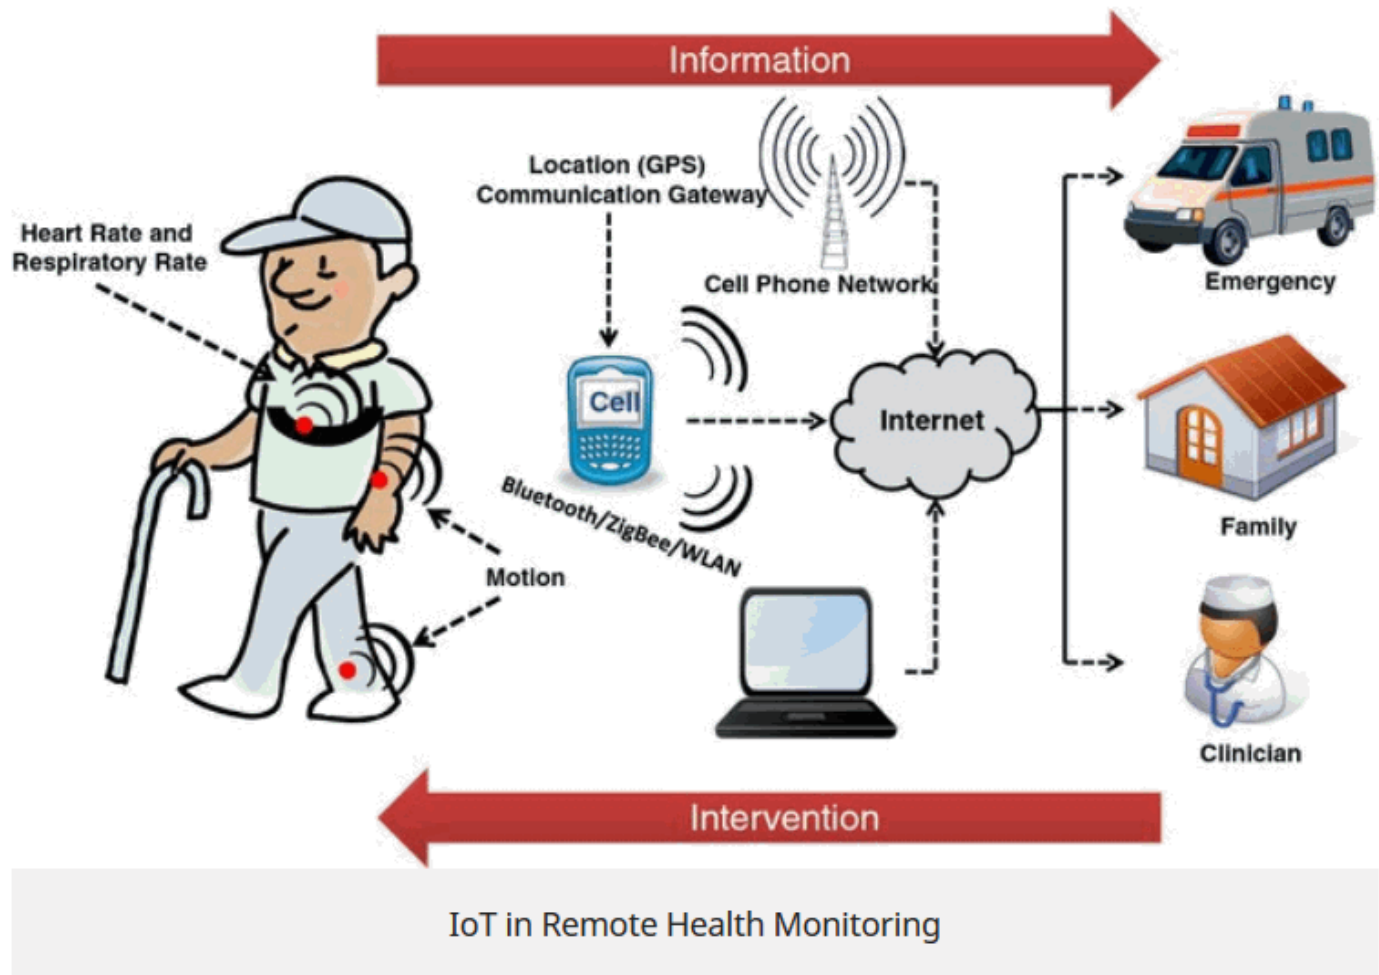 Information
Location (GPS)
Communication Gateway
Heart Rate and
Respiratory Rate
Cell Phone Network
Emergency
Cell
Internet
Bluetooth/ZigBee/WLAN
Family
Motion
Clinician
Intervention
IoT in Remote Health Monitoring